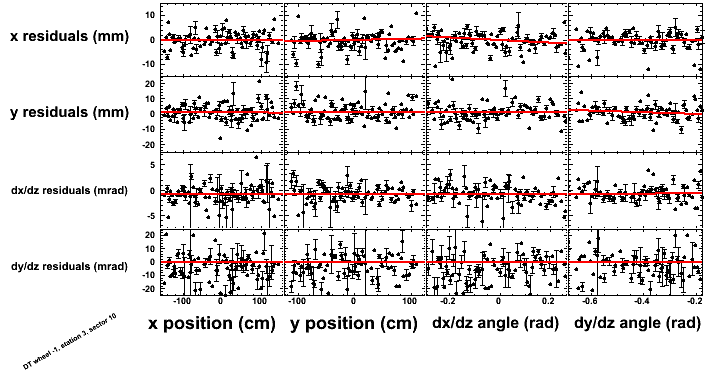 x residuals (mm)
10
0
-10
y residuals (mm)
20
10
0
-10
-20
dx/dz residuals (mrad)
5
0
-5
dy/dz residuals (mrad)
20
10
0
-10
-20
-100 0 100 -100 0 100 -0.2 0 0.2 -0.6 -0.4 -0.2
x position (cm) y position (cm) dx/dz angle (rad) dy/dz angle (rad)
DT wheel -1, station 3, sector 10